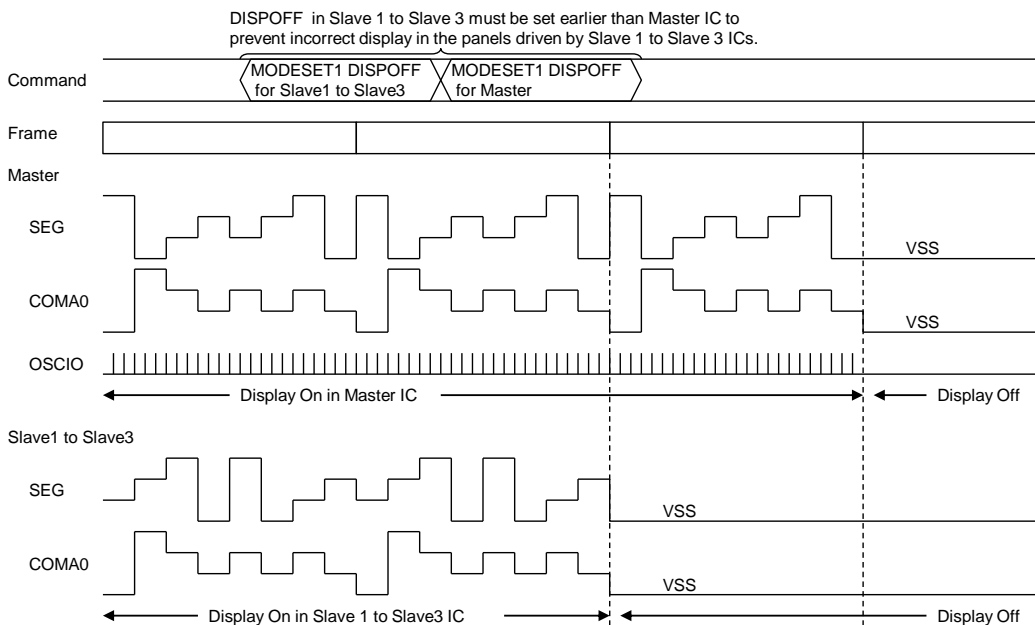 DISPOFF in Slave 1 to Slave 3 must be set earlier than Master IC to
prevent incorrect display in the panels driven by Slave 1 to Slave 3 ICs.
Command
MODESET1 DISPOFF
for Slave1 to Slave3
MODESET1 DISPOFF
for Master
Frame
Master
SEG
VSS
COMA0
VSS
OSCIO
Display On in Master IC
Display Off
Slave1 to Slave3
SEG
VSS
COMA0
VSS
Display On in Slave 1 to Slave3 IC
Display Off